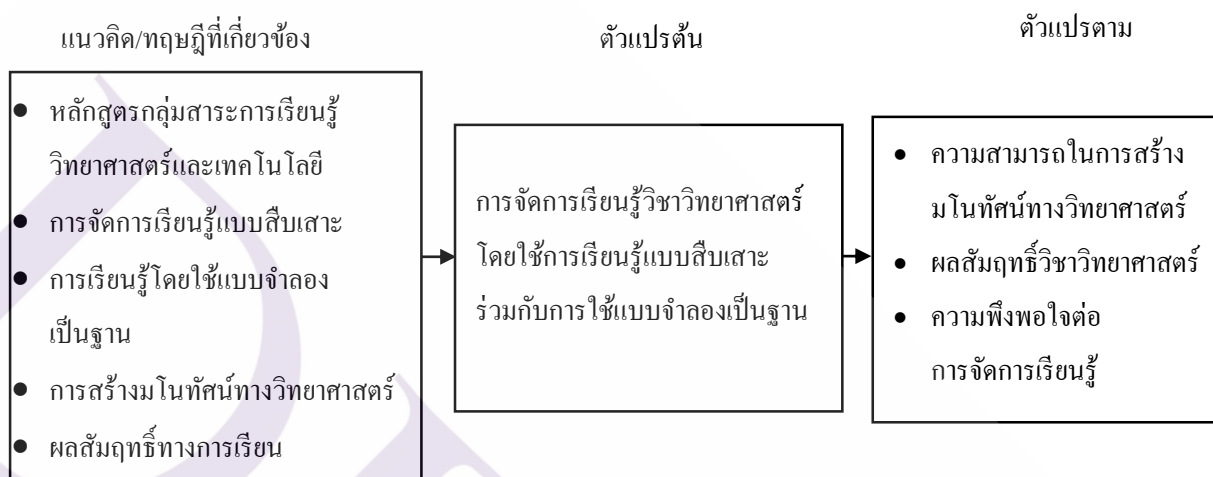 แนวคิด/ทฤษฎีที่เกี่ยวข้อง
ตัวแปรต้น
ตัวแปรตาม
● หลักสูตรกลุ่มสาระการเรียนรู้
วิทยาศาสตร์และเทคโนโลยี
● การจัดการเรียนรู้แบบสืบเสาะ
● การเรียนรู้โดยใช้แบบจำลอง
เป็นฐาน
● การสร้างมโนทัศน์ทางวิทยาศาสตร์
● ผลสัมฤทธิ์ทางการเรียน
การจัดการเรียนรู้วิชาวิทยาศาสตร์
โดยใช้การเรียนรู้แบบสืบเสาะ
ร่วมกับการใช้แบบจำลองเป็นฐาน
● ความสามารถในการสร้าง
มโนทัศน์ทางวิทยาศาสตร์
● ผลสัมฤทธิ์วิชาวิทยาศาสตร์
● ความพึงพอใจต่อ
การจัดการเรียนรู้